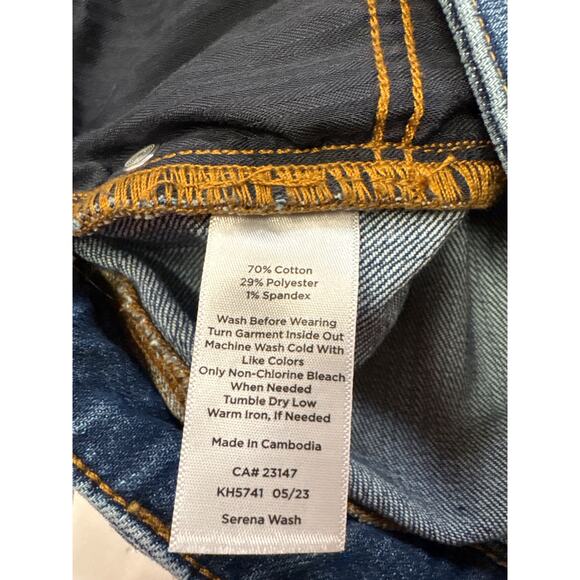 70% Cotton
29% Polyester
1% Spandex
Wash Before Wearing
Turn Garment Inside Out
Machine Wash Cold With
Like Colors
Only Non-Chlorine Bleach
When Needed
Tumble Dry Low
Warm Iron, If Needed
Made In Cambodia
CA# 23147
KH5741 05/23
Serena Wash